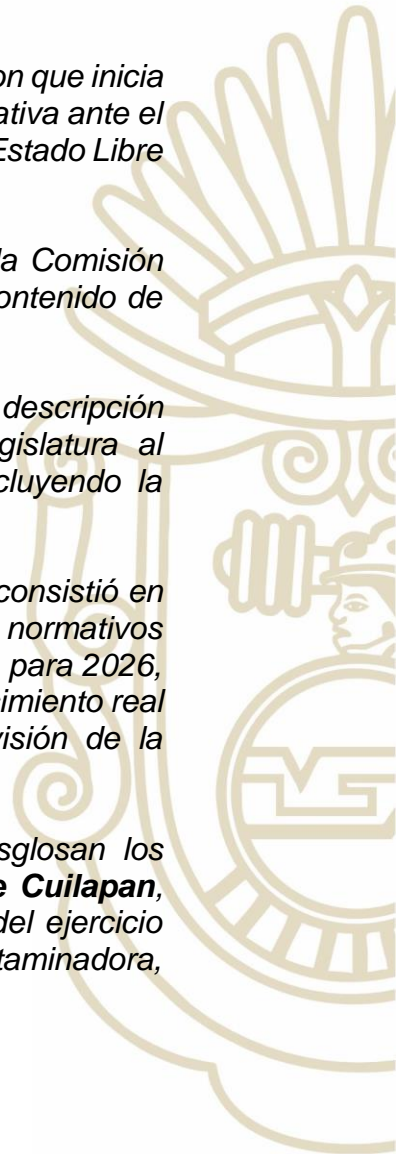 on que inicia
ativa ante el
Estado Libre
la Comisión
ontenido de
descripción
gislatura al
cluyendo la
consistió en
normativos
para 2026,
cimiento real
visión de la
sglosan los
e Cuilapan,
del ejercicio
taminadora,